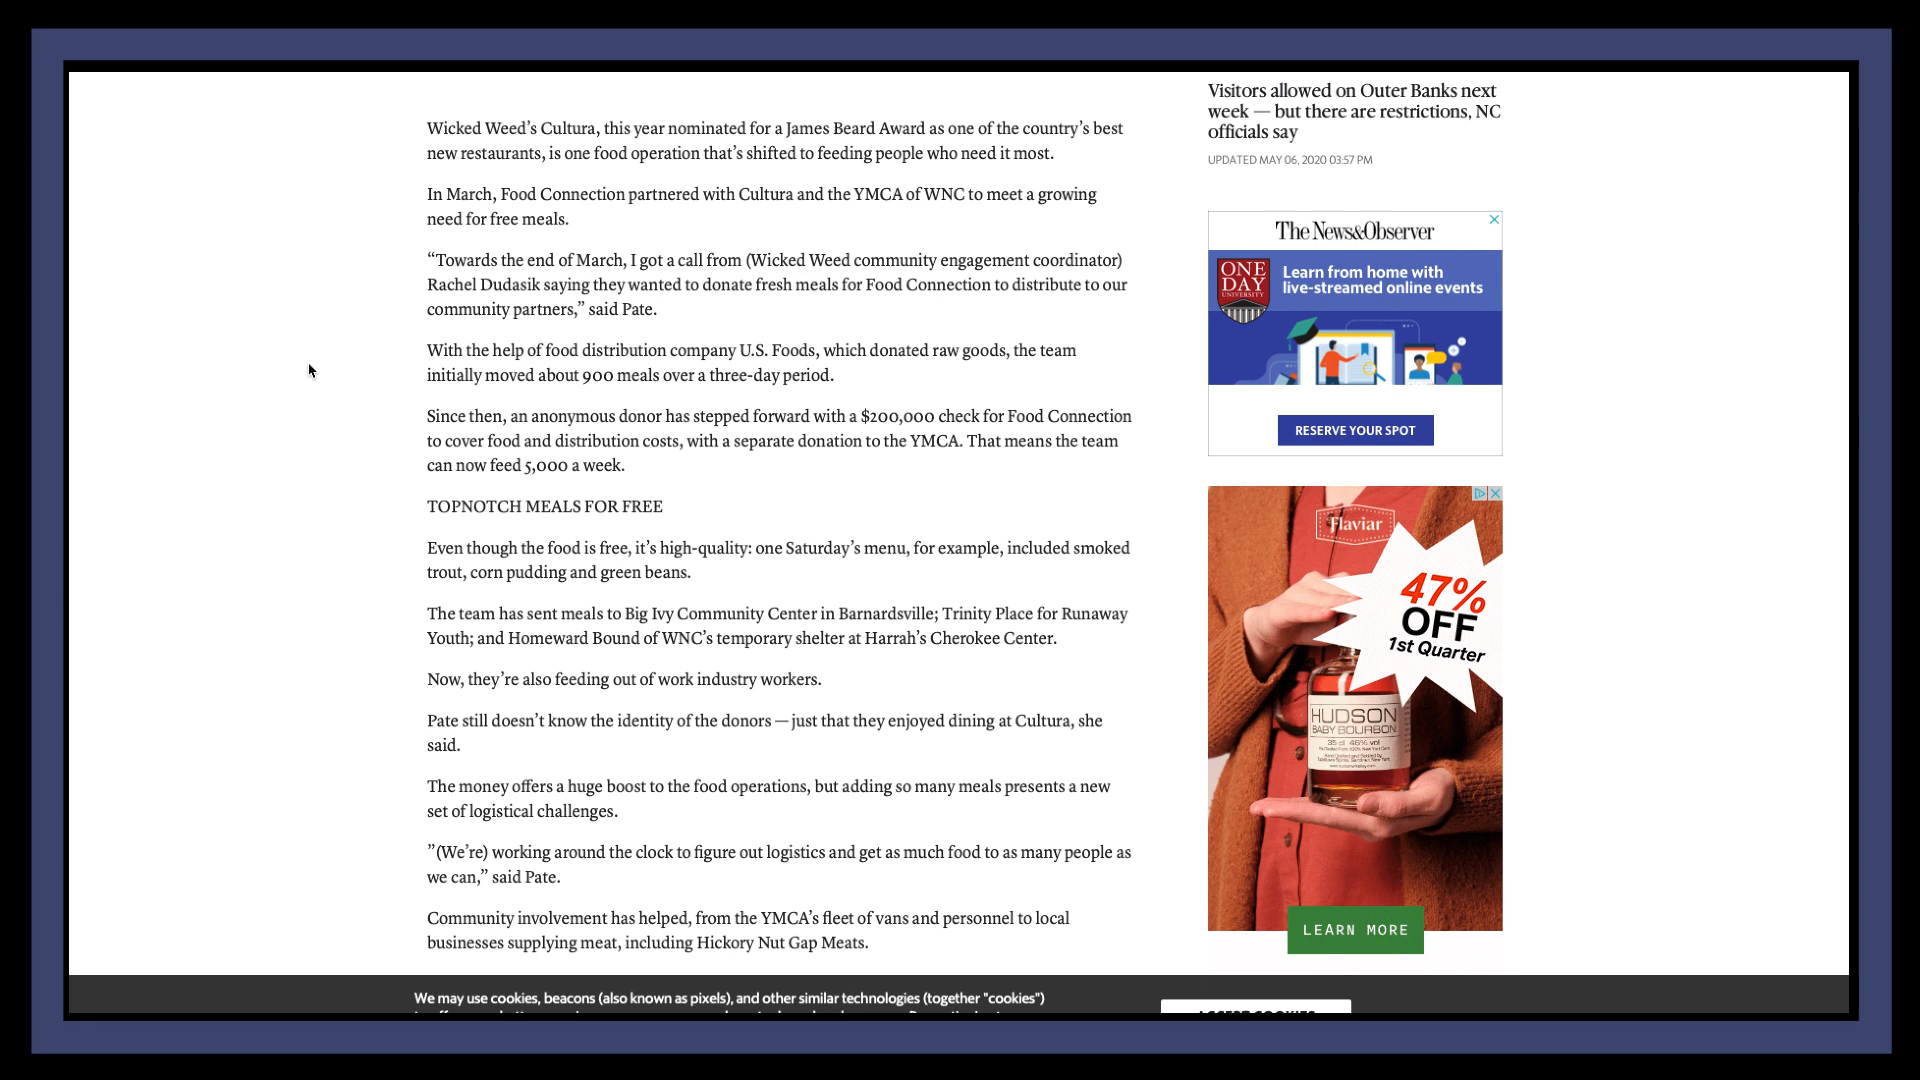 Wicked Weed’s Cultura, this year nominated for a James Beard Award as one of the country’s best
new restaurants, is one food operation that’s shifted to feeding people who need it most.
In March, Food Connection partnered with Cultura and the YMCA of WNC to meet a growing
need for free meals.
“Towards the end of March, I got a call from (Wicked Weed community engagement coordinator)
Rachel Dudasik saying they wanted to donate fresh meals for Food Connection to distribute to our
community partners,” said Pate.
With the help of food distribution company U.S. Foods, which donated raw goods, the team
initially moved about 900 meals over a three-day period.
Since then, an anonymous donor has stepped forward with a $200,000 check for Food Connection
to cover food and distribution costs, with a separate donation to the YMCA. That means the team
can now feed 5,000 a week.
TOPNOTCH MEALS FOR FREE
Even though the food is free, it’s high-quality: one Saturday’s menu, for example, included smoked
trout, corn pudding and green beans.
The team has sent meals to Big Ivy Community Center in Barnardsville; Trinity Place for Runaway
Youth; and Homeward Bound of WNC’s temporary shelter at Harrah’s Cherokee Center.
Now, they’re also feeding out of work industry workers.
Pate still doesn’t know the identity of the donors — just that they enjoyed dining at Cultura, she
said.
The money offers a huge boost to the food operations, but adding so many meals presents a new
set of logistical challenges.
”(We’re) working around the clock to figure out logistics and get as much food to as many people as
we can,” said Pate.
Community involvement has helped, from the YMCA’s fleet of vans and personnel to local
businesses supplying meat, including Hickory Nut Gap Meats.
Visitors allowed on Outer Banks next
week — but there are restrictions, NC
officials say
UPDATED MAY 06, 2020 03:57 PM
The News&Observer
ONE
DAY
UNIVERSITY
Learn from home with
live-streamed online events
RESERVE YOUR SPOT
Flaviar
47%
OFF
1st Quarter
HUDSON
BABY BOURBON
35 cl 46% vol
LEARN MORE
We may use cookies, beacons (also known as pixels), and other similar technologies (together "cookies")
ACCEPT COOKIES